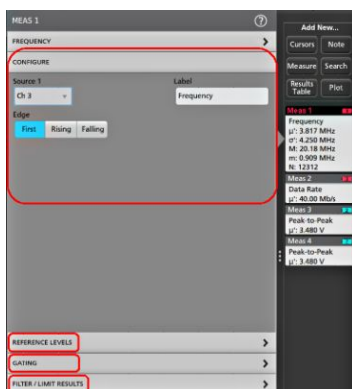 MEAS 1
FREQUENCY
CONFIGURE
Source 1
Label
Ch 3
Frequency
Edge
First Rising Falling
REFERENCE LEVELS
GATING
FILTER / LIMIT RESULTS
Add New...
Cursors Note
Measure Search
Results Table Plot
Meas 1
Frequency
µ': 3.817 MHz
σ': 4.250 MHz
M: 20.18 MHz
m: 0.909 MHz
N: 12312
Meas 2
Data Rate
µ': 40.00 Mb/s
Meas 3
Peak-to-Peak
µ': 3.480 V
Meas 4
Peak-to-Peak
µ': 3.480 V